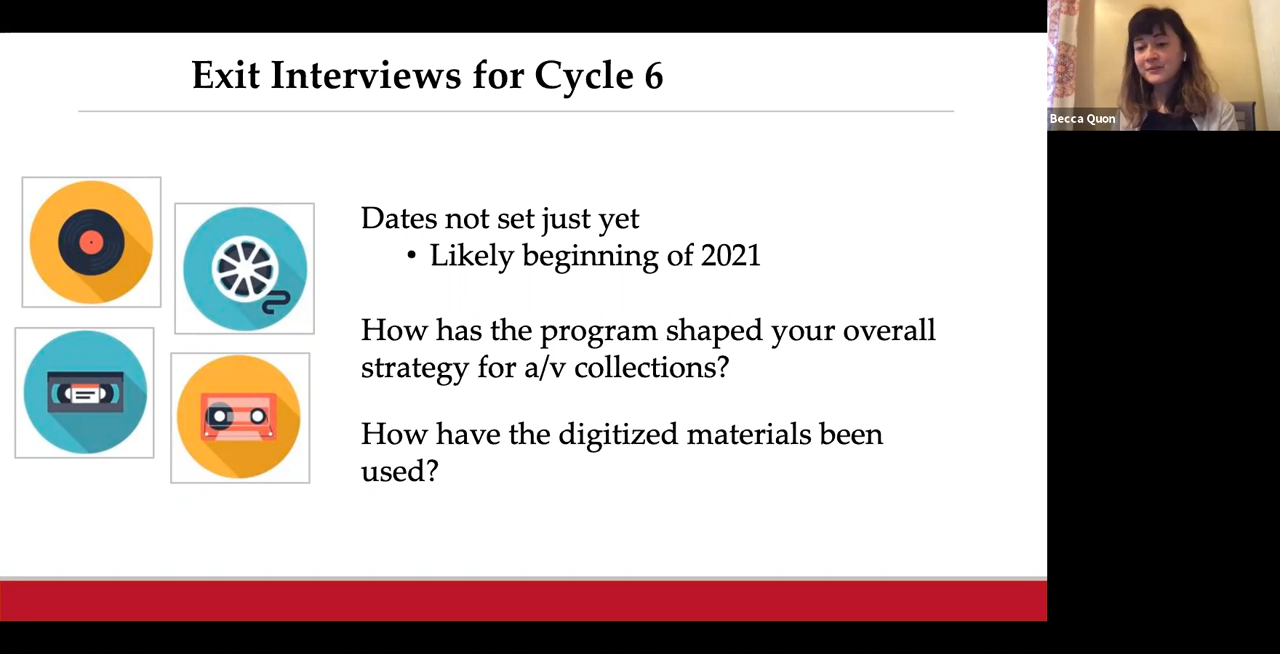 Exit Interviews for Cycle 6
Becca Quon
Dates not set just yet
• Likely beginning of 2021
How has the program shaped your overall
strategy for a/v collections?
How have the digitized materials been
used?